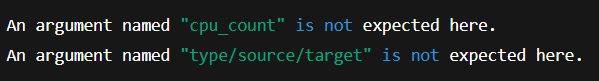 An argument named "cpu_count" is not expected here.
An argument named "type/source/target" is not expected here.